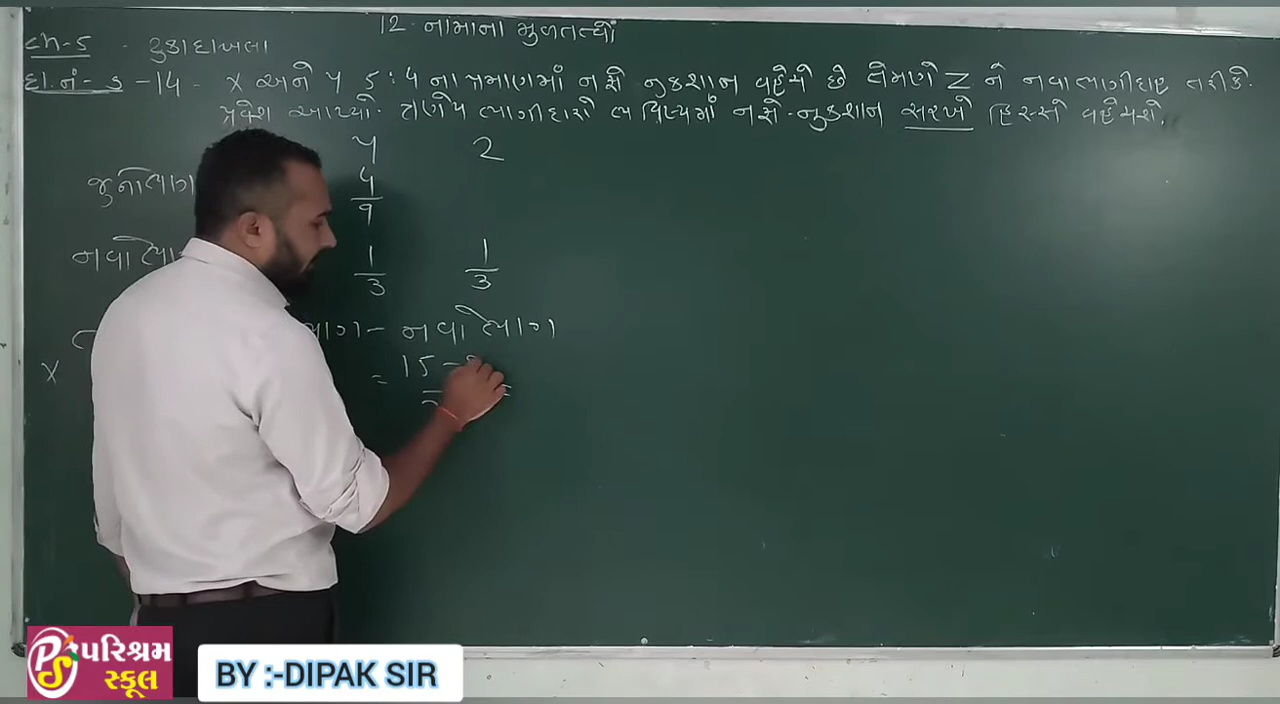 12. નામાના મુળતત્વો
Ch-5 - ટુકા દાખલા
દા.નં- 3 -14 - X અને Y 5 : 4 ના પ્રમાણમાં નફો નુકશાન વહેંચે છે તેમણે Z ને નવા ભાગીદાર તરીકે
પ્રવેશ આપ્યો. ત્રણેય ભાગીદારો ભવિષ્યમાં નફો-નુકશાન સરખે હિસ્સે વહેંચશે.
Y Z
જુનોભાગ 4/9
નવો ભાગ 1/3 1/3
ભાગ - નવો ભાગ
X = 15 -
પરિશ્રમ
સ્કૂલ
BY :-DIPAK SIR